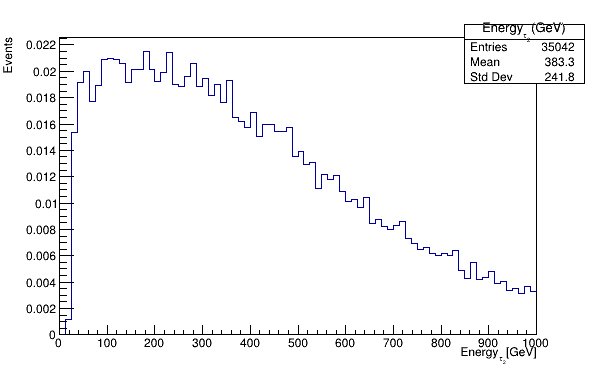 Energy_τ₂(GeV)
Entries 35042
Mean 383.3
Std Dev 241.8
Events
0.022
0.02
0.018
0.016
0.014
0.012
0.01
0.008
0.006
0.004
0.002
0
0 100 200 300 400 500 600 700 800 900 1000
Energy_τ₂[GeV]